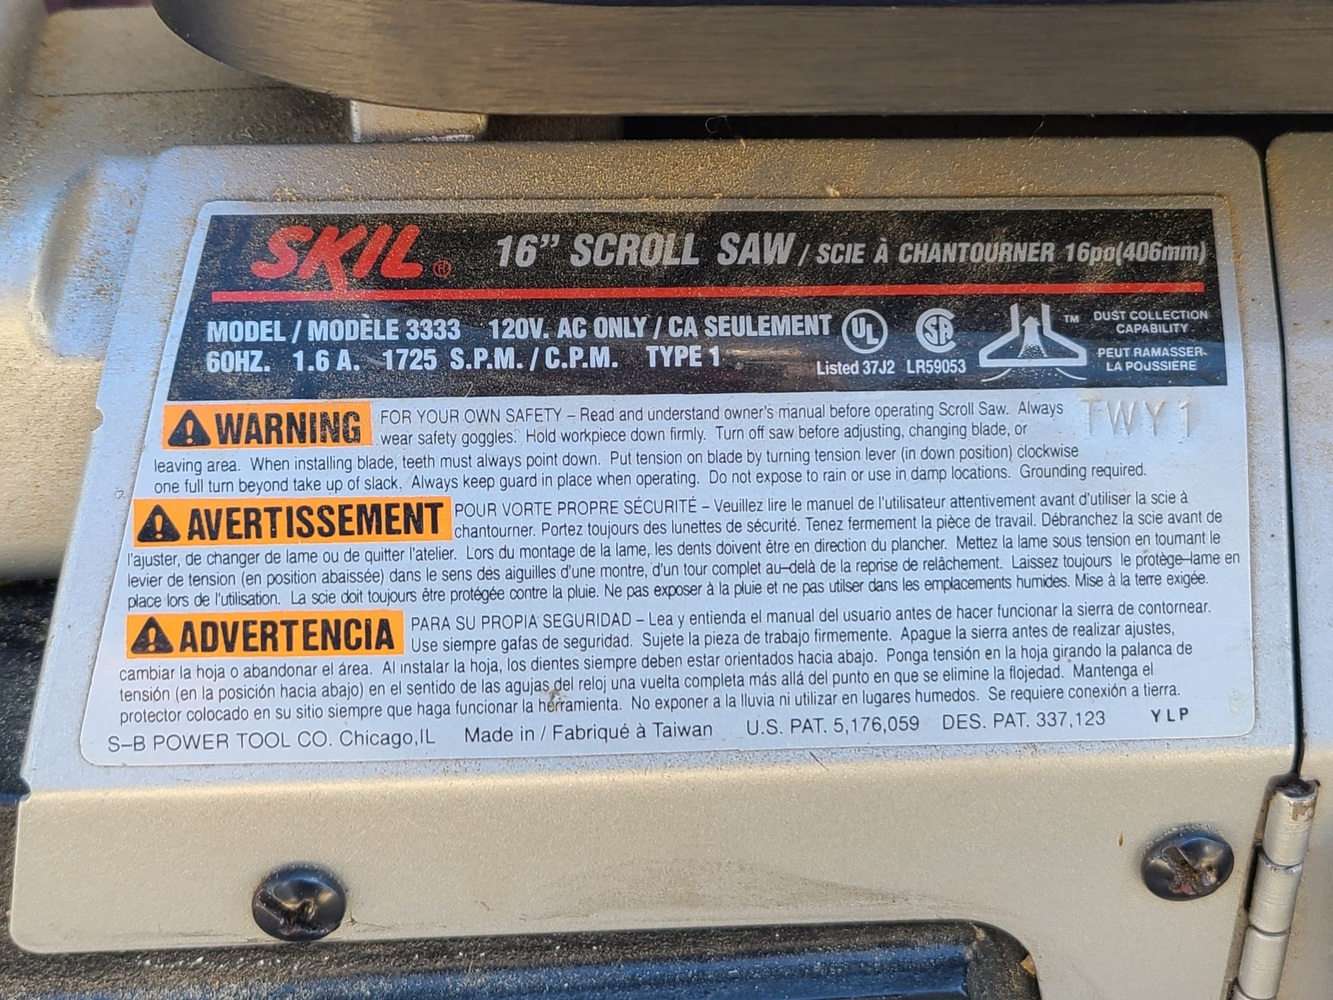 SKIL® 16” SCROLL SAW / SCIE À CHANTOURNER 16po(406mm)
MODEL / MODÈLE 3333 120V. AC ONLY / CA SEULEMENT
60HZ. 1.6 A. 1725 S.P.M. / C.P.M. TYPE 1
UL
Listed 37J2
SA
LR59053
TM
DUST COLLECTION
CAPABILITY
PEUT RAMASSER
LA POUSSIERE
WARNING FOR YOUR OWN SAFETY – Read and understand owner's manual before operating Scroll Saw. Always
wear safety goggles. Hold workpiece down firmly. Turn off saw before adjusting, changing blade, or
TWY1
leaving area. When installing blade, teeth must always point down. Put tension on blade by turning tension lever (in down position) clockwise
one full turn beyond take up of slack. Always keep guard in place when operating. Do not expose to rain or use in damp locations. Grounding required.
AVERTISSEMENT POUR VORTE PROPRE SÉCURITÉ – Veuillez lire le manuel de l'utilisateur attentivement avant d'utiliser la scie à
chantourner. Portez toujours des lunettes de sécurité. Tenez fermement la pièce de travail. Débranchez la scie avant de
l'ajuster, de changer de lame ou de quitter l'atelier. Lors du montage de la lame, les dents doivent être en direction du plancher. Mettez la lame sous tension en tournant le
levier de tension (en position abaissée) dans le sens des aiguilles d'une montre, d'un tour complet au–delà de la reprise de relâchement. Laissez toujours le protège–lame en
place lors de l'utilisation. La scie doit toujours être protégée contre la pluie. Ne pas exposer à la pluie et ne pas utiliser dans les emplacements humides. Mise à la terre exigée.
ADVERTENCIA PARA SU PROPIA SEGURIDAD – Lea y entienda el manual del usuario antes de hacer funcionar la sierra de contornear.
Use siempre gafas de seguridad. Sujete la pieza de trabajo firmemente. Apague la sierra antes de realizar ajustes,
cambiar la hoja o abandonar el área. Al instalar la hoja, los dientes siempre deben estar orientados hacia abajo. Ponga tensión en la hoja girando la palanca de
tensión (en la posición hacia abajo) en el sentido de las agujas del reloj una vuelta completa más allá del punto en que se elimine la flojedad. Mantenga el
protector colocado en su sitio siempre que haga funcionar la herramienta. No exponer a la lluvia ni utilizar en lugares humedos. Se requiere conexión a tierra.
S–B POWER TOOL CO. Chicago,IL Made in / Fabriqué à Taiwan U.S. PAT. 5,176,059 DES. PAT. 337,123 YLP